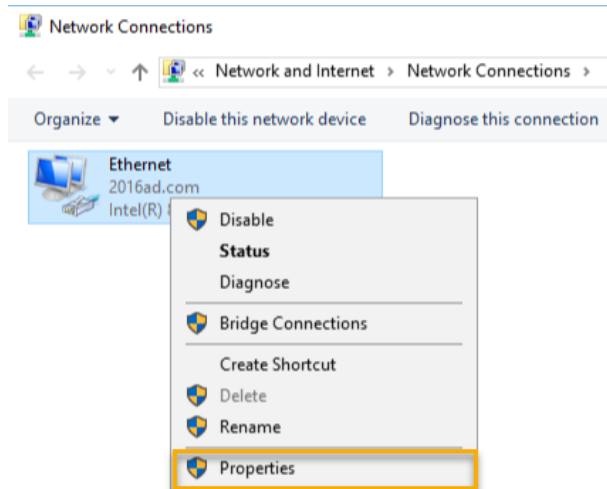 Network Connections
« Network and Internet > Network Connections >
Organize Disable this network device Diagnose this connection
Ethernet
2016ad.com
Intel(R)
Disable
Status
Diagnose
Bridge Connections
Create Shortcut
Delete
Rename
Properties